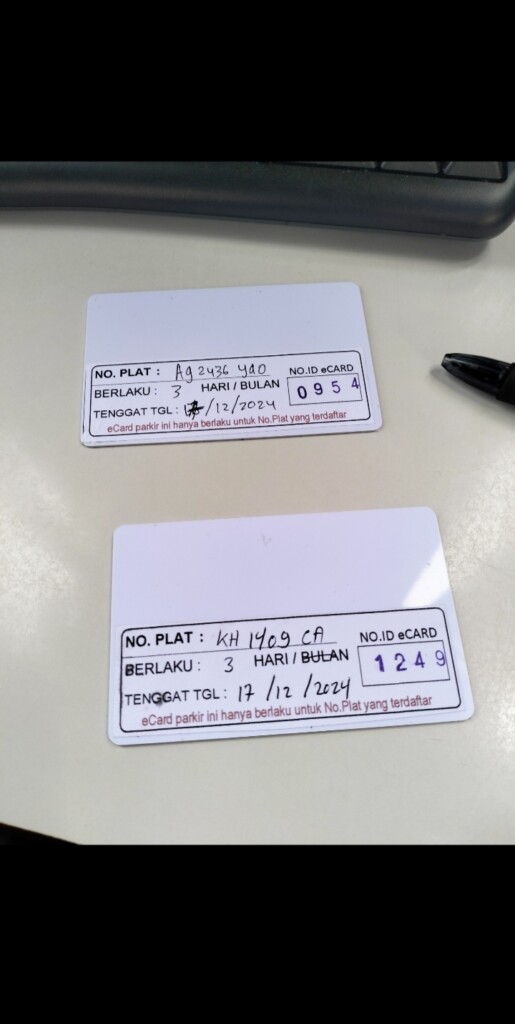 NO. PLAT : Ag 2436 yao NO.ID eCARD
BERLAKU : 3 HARI / BULAN 0954
TENGGAT TGL : /12/2024
eCard parkir ini hanya berlaku untuk No.Plat yang terdaftar
NO. PLAT : KH 1409 CA NO.ID eCARD
BERLAKU : 3 HARI / BULAN 1249
TENGGAT TGL : 17/12/2024
eCard parkir ini hanya berlaku untuk No.Plat yang terdaftar